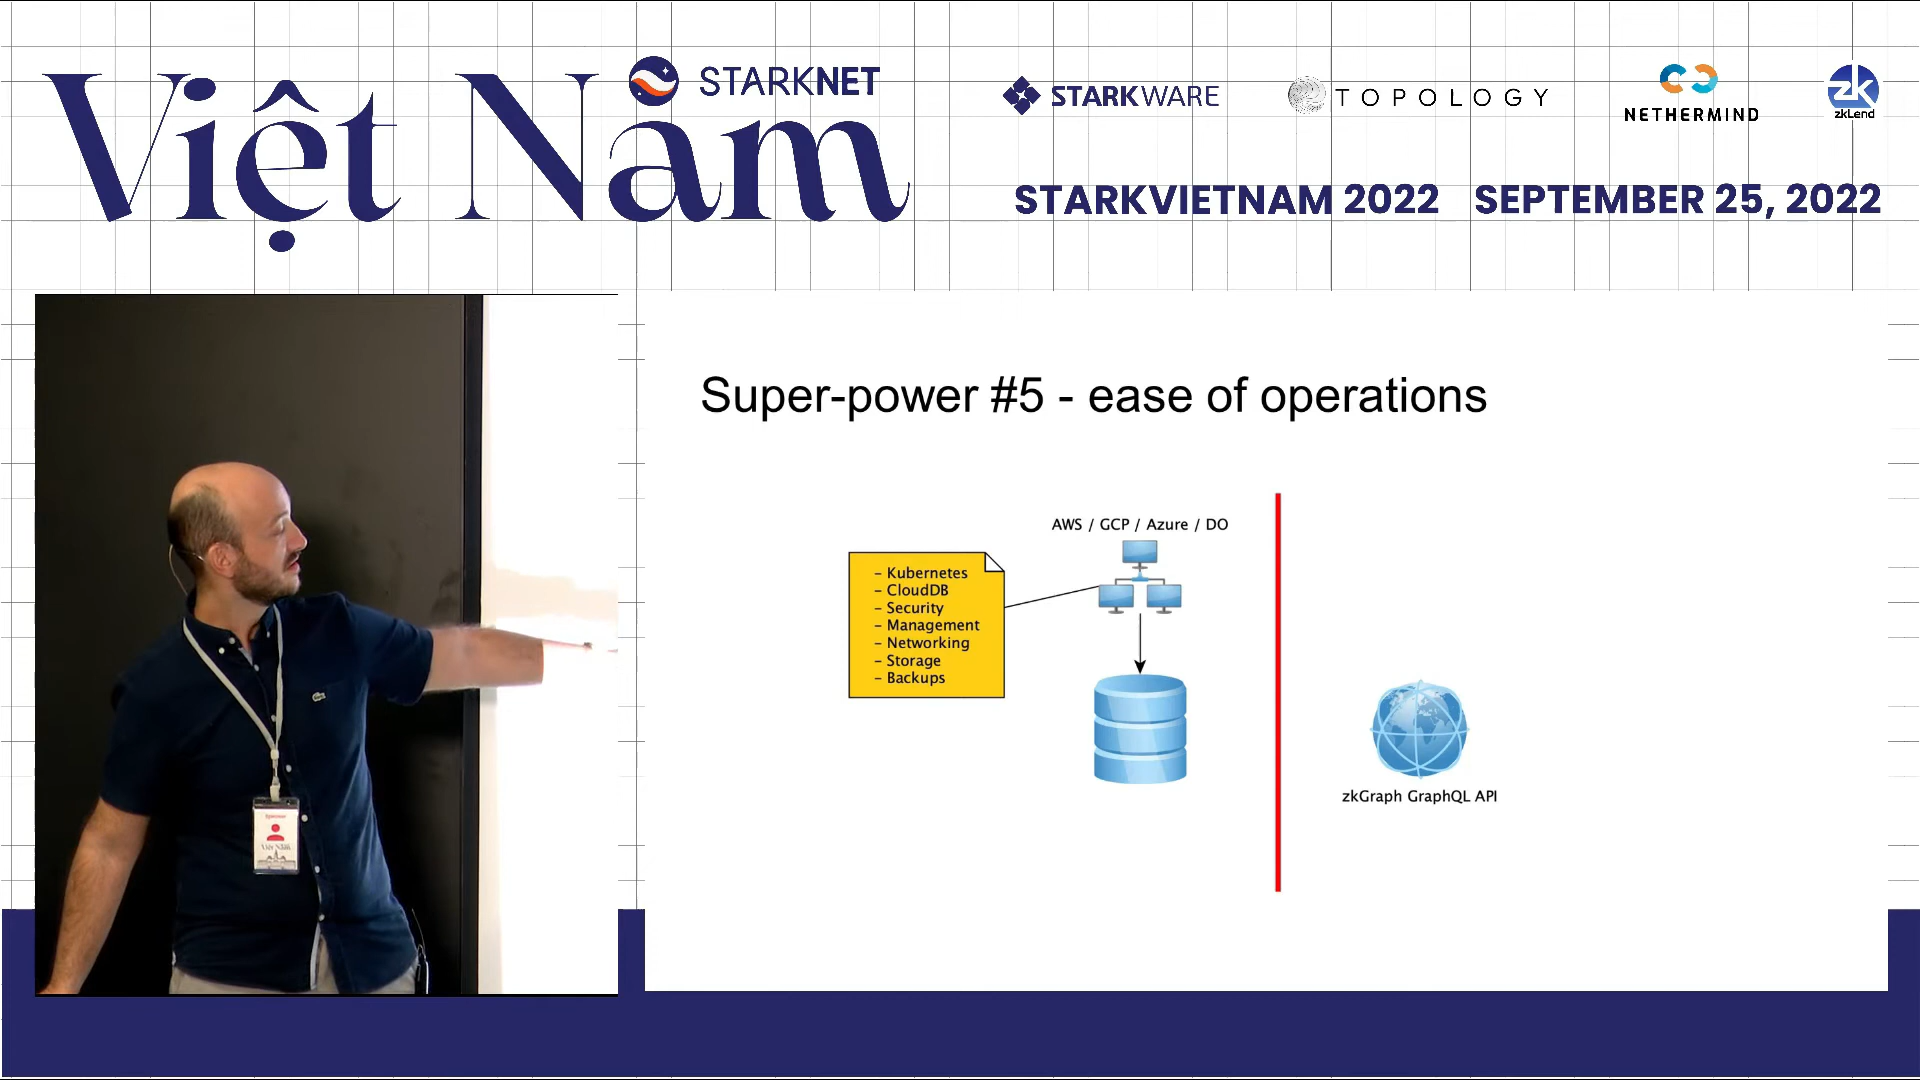 Việt Nam
STARKNET
STARKWARE
TOPOLOGY
NETHERMIND
zk
zkLend
STARKVIETNAM 2022 SEPTEMBER 25, 2022
Super-power #5 - ease of operations
AWS / GCP / Azure / DO
- Kubernetes
- CloudDB
- Security
- Management
- Networking
- Storage
- Backups
zkGraph GraphQL API